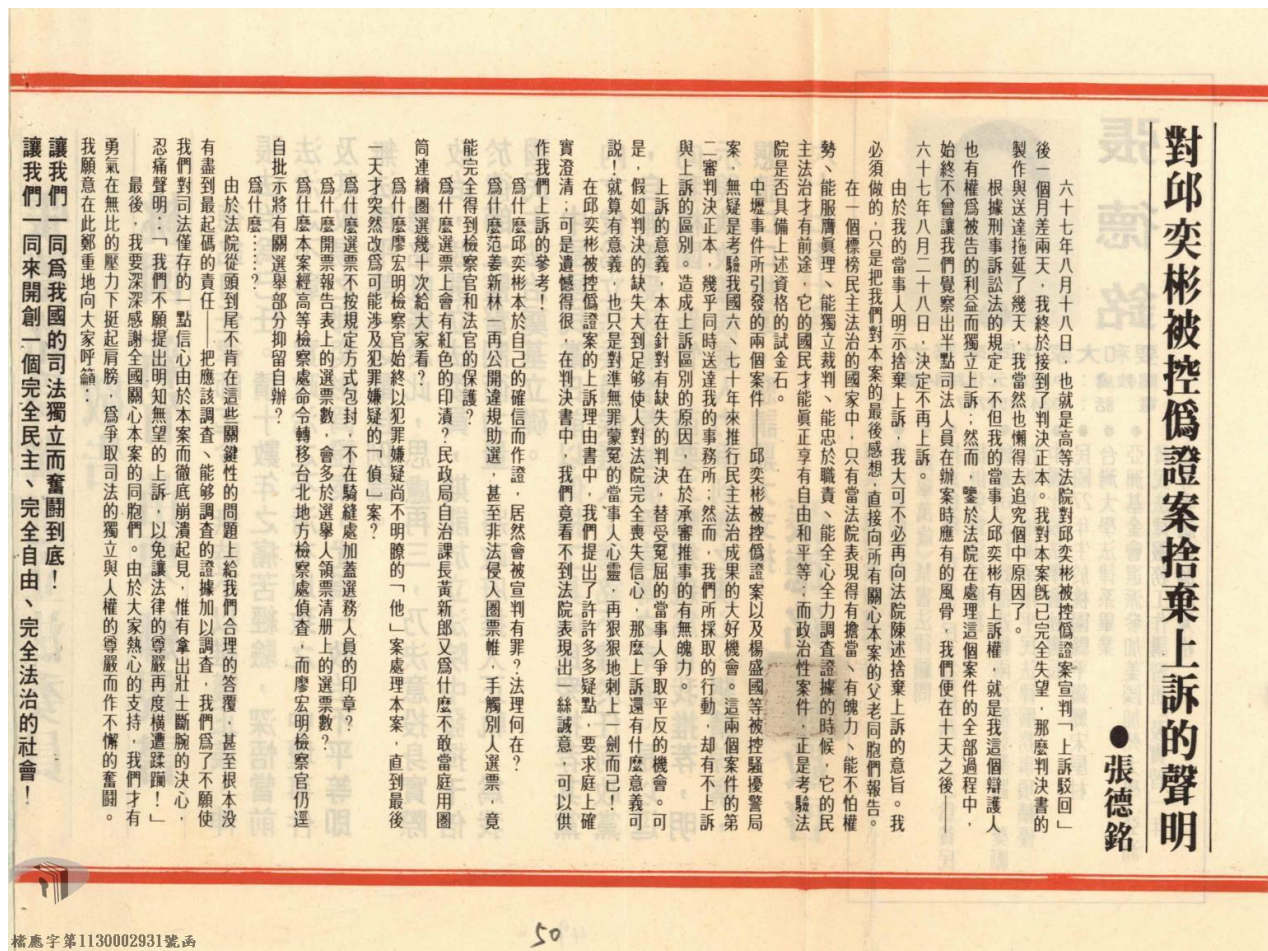 對邱奕彬被控僞證案捨棄上訴的聲明
●張德銘
六十七年八月十八日，也就是高等法院對邱奕彬被控僞證案宣判「上訴駁回」
後一個月差兩天，我終於接到了判決正本。我對本案旣已完全失望，那麼判決書的
製作與送達拖延了幾天，我當然也懶得去追究個中原因了。
根據刑事訴訟法的規定，不但我的當事人邱奕彬有上訴權，就是我這個辯護人
也有權爲被告的利益而獨立上訴；然而，鑒於法院在處理這個案件的全部過程中，
始終不曾讓我們覺察出半點司法人員在辦案時應有的風骨，我們便在十天之後——
六十七年八月二十八日，決定不再上訴。
由於我的當事人明示捨棄上訴，我大可不必再向法院陳述捨棄上訴的意旨。我
必須做的，只是把我們對本案的最後感想，直接向所有關心本案的父老同胞們報告。
在一個標榜民主法治的國家中，只有當法院表現得有擔當、有魄力、能不怕權
勢、能服膺眞理、能獨立裁判、能忠於職責、能全心全力調查證據的時候，它的民
主法治才有前途，它的國民才能眞正享有自由和平等；而政治性案件，正是考驗法
院是否具備上述資格的試金石。
中壢事件所引發的兩個案件——邱奕彬被控僞證案以及楊盛國等被控騷擾警局
案，無疑是考驗我國六、七十年來推行民主法治成果的大好機會。這兩個案件的第
二審判決正本，幾乎同時送達我的事務所；然而，我們所採取的行動，却有不上訴
與上訴的區別。造成上訴區別的原因，在於承審推事的有無魄力。
上訴的意義，本在針對有缺失的判決，替受冤屈的當事人爭取平反的機會。可
是，假如判決的缺失大到足够使人對法院完全喪失信心，那麼上訴還有什麼意義可
說！就算有意義，也只是對準無罪蒙冤的當事人心靈，再狠狠地刺上一劍而已！
在邱奕彬被控僞證案的上訴理由書中，我們提出了許許多多疑點，要求庭上確
實澄清；可是遺憾得很，在判決書中，我們竟看不到法院表現出一絲誠意，可以供
作我們上訴的參考！
爲什麼邱奕彬本於自己的確信而作證，居然會被宣判有罪？法理何在？
爲什麼范姜新林一再公開違規助選，甚至非法侵入圈票帷，手觸別人選票，竟
能完全得到檢察官和法官的保護？
爲什麼選票上會有紅色的印漬？民政局自治課長黃新郎又爲什麼不敢當庭用圈
筒連續圈選幾十次給大家看？
爲什麼廖宏明檢察官始終以犯罪嫌疑尚不明瞭的「他」案處理本案，直到最後
一天才突然改爲可能涉及犯罪嫌疑的「偵」案？
爲什麼選票不按規定方式包封，不在騎縫處加蓋選務人員的印章？
爲什麼開票報告表上的選票數，會多於選舉人領票清册上的選票數？
爲什麼本案經高等檢察處命令轉移台北地方檢察處偵査，而廖宏明檢察官仍逕
自批示將有關選舉部分抑留自辦？
爲什麼……？
由於法院從頭到尾不肯在這些關鍵性的問題上給我們合理的答覆，甚至根本没
有盡到最起碼的責任——把應該調查、能够調查的證據加以調查，我們爲了不願使
我們對司法僅存的一點信心由於本案而徹底崩潰起見，惟有拿出壯士斷腕的決心，
忍痛聲明：「我們不願提出明知無望的上訴，以免讓法律的尊嚴再度橫遭蹂躪！」
最後，我要深深感謝全國關心本案的同胞們。由於大家熱心的支持，我們才有
勇氣在無比的壓力下挺起肩膀，爲爭取司法的獨立與人權的尊嚴而作不懈的奮鬪。
我願意在此鄭重地向大家呼籲：
讓我們一同爲我國的司法獨立而奮鬪到底！
讓我們一同來開創一個完全民主、完全自由、完全法治的社會！
50
檔應字第1130002931號函